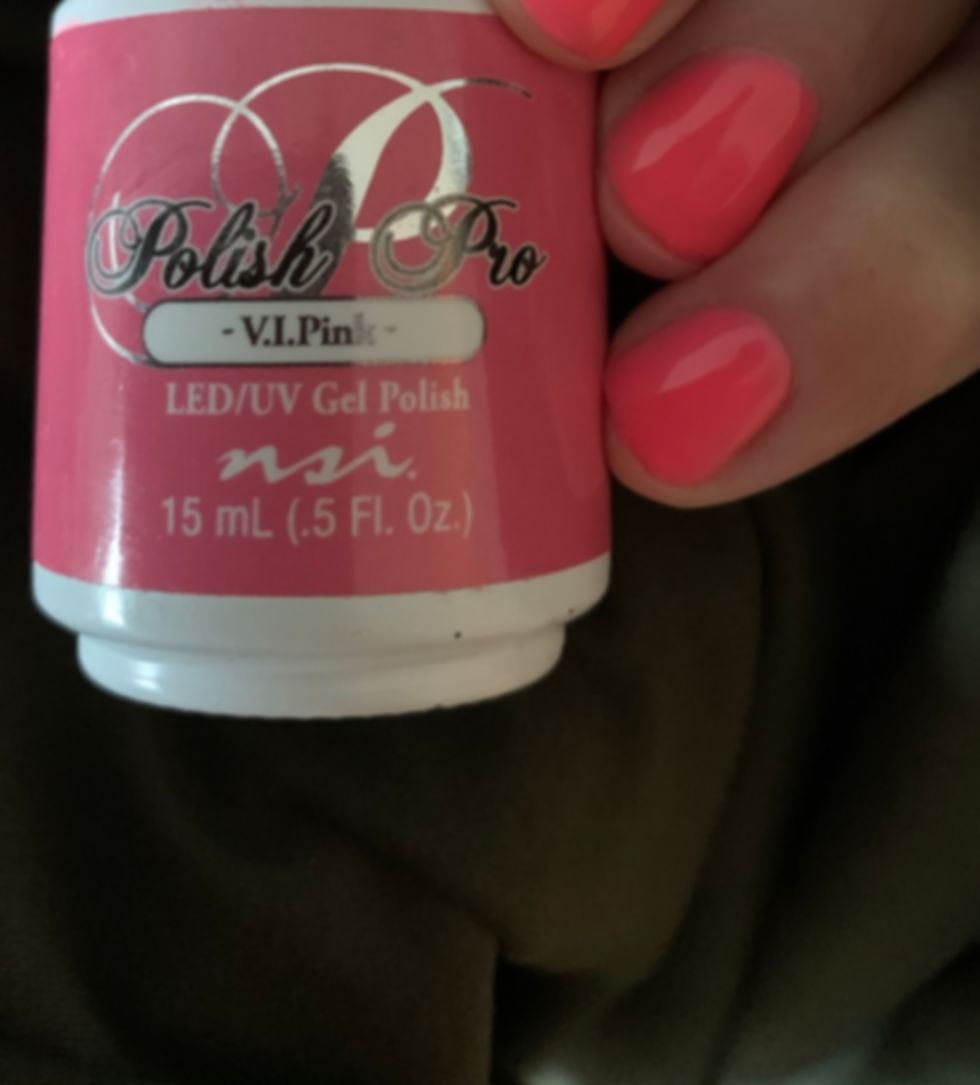 Polish Pro
- V.I.Pink -
LED/UV Gel Polish
nsi.
15 mL (.5 Fl. Oz.)